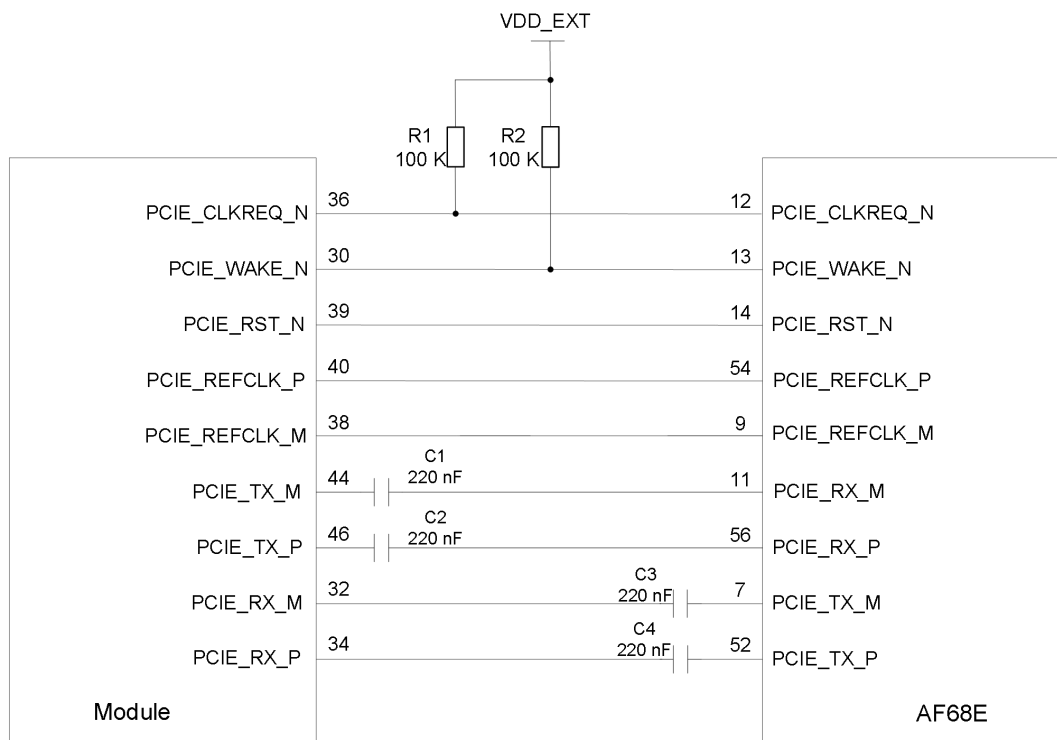 VDD_EXT
R1
100 K
R2
100 K
PCIE_CLKREQ_N 36 12 PCIE_CLKREQ_N
PCIE_WAKE_N 30 13 PCIE_WAKE_N
PCIE_RST_N 39 14 PCIE_RST_N
PCIE_REFCLK_P 40 54 PCIE_REFCLK_P
PCIE_REFCLK_M 38 9 PCIE_REFCLK_M
C1
220 nF
PCIE_TX_M 44 11 PCIE_RX_M
C2
220 nF
PCIE_TX_P 46 56 PCIE_RX_P
C3
220 nF
PCIE_RX_M 32 7 PCIE_TX_M
C4
220 nF
PCIE_RX_P 34 52 PCIE_TX_P
Module
AF68E